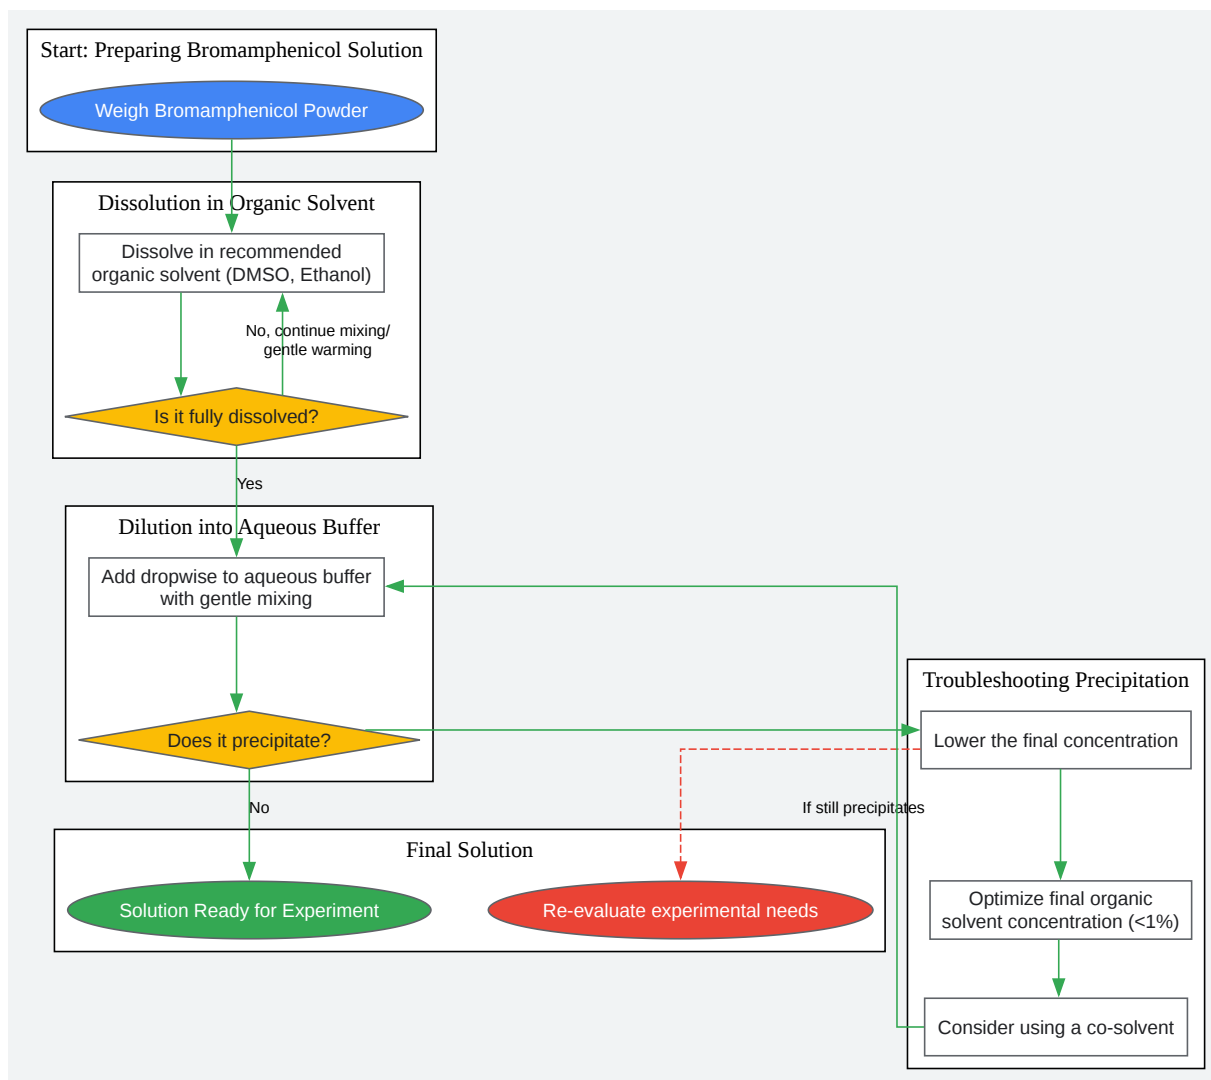 Start: Preparing Bromamphenicol Solution
Weigh Bromamphenicol Powder
Dissolution in Organic Solvent
Dissolve in recommended
organic solvent (DMSO, Ethanol)
No, continue mixing/
gentle warming
Is it fully dissolved?
Yes
Dilution into Aqueous Buffer
Add dropwise to aqueous buffer
with gentle mixing
Does it precipitate?
Troubleshooting Precipitation
Lower the final concentration
No
If still precipitates
Final Solution
Solution Ready for Experiment
Re-evaluate experimental needs
Optimize final organic
solvent concentration (<1%)
Consider using a co-solvent